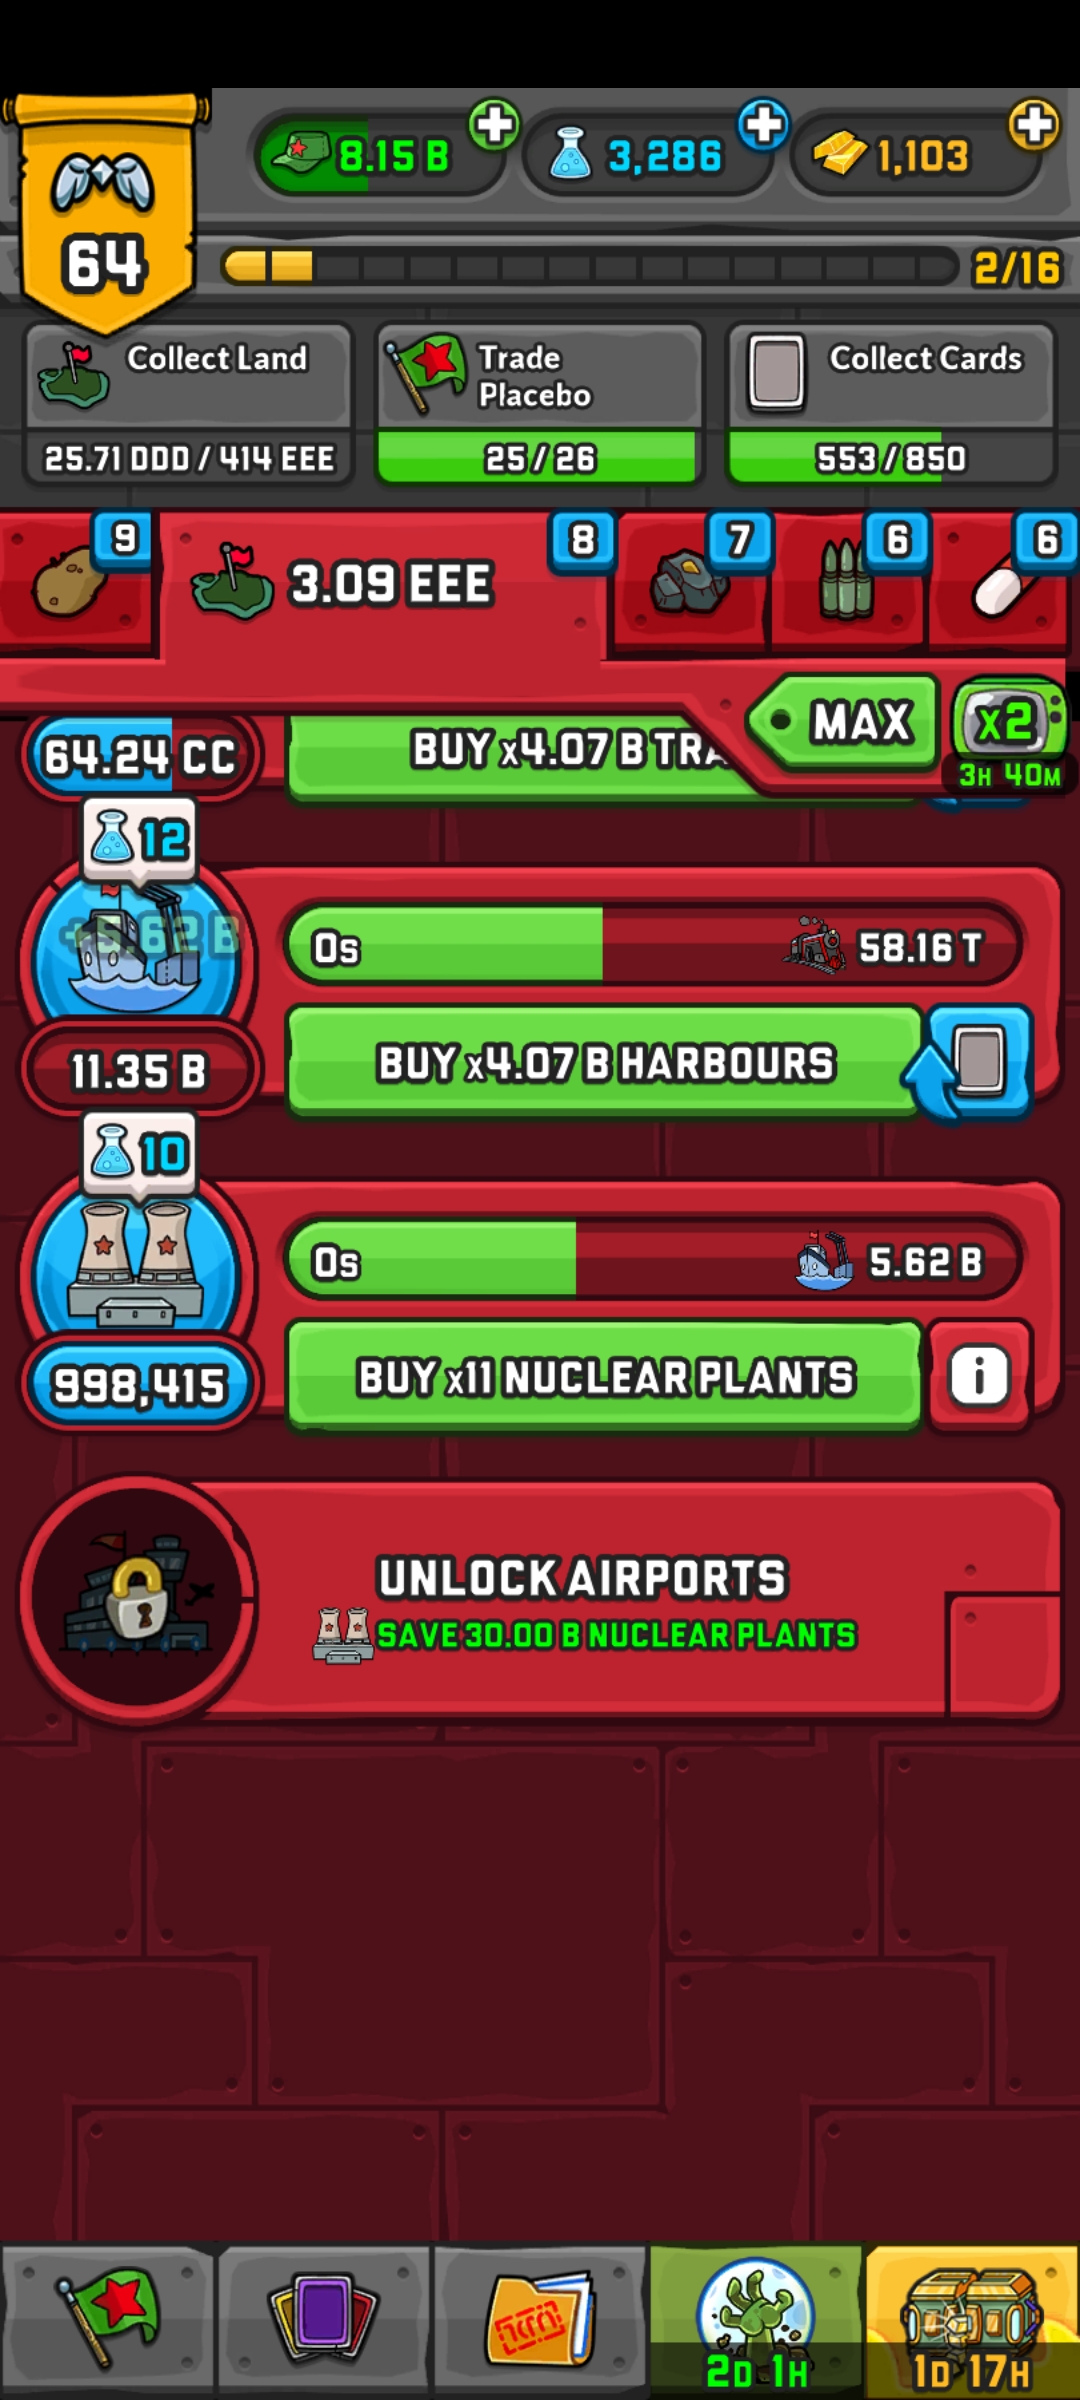 64
8.15 B
3,286
1,103
2/16
Collect Land
25.71 DDD / 414 EEE
Trade
Placebo
25 / 26
Collect Cards
553 / 850
9
3.09 EEE
8
7
6
6
MAX
x2
3H 40M
64.24 CC
BUY x4.07 B TRA
12
+5.62 B
0s
58.16 T
11.35 B
BUY x4.07 B HARBOURS
10
0s
5.62 B
998,415
BUY x11 NUCLEAR PLANTS
i
UNLOCK AIRPORTS
SAVE 30.00 B NUCLEAR PLANTS
2D 1H
1D 17H